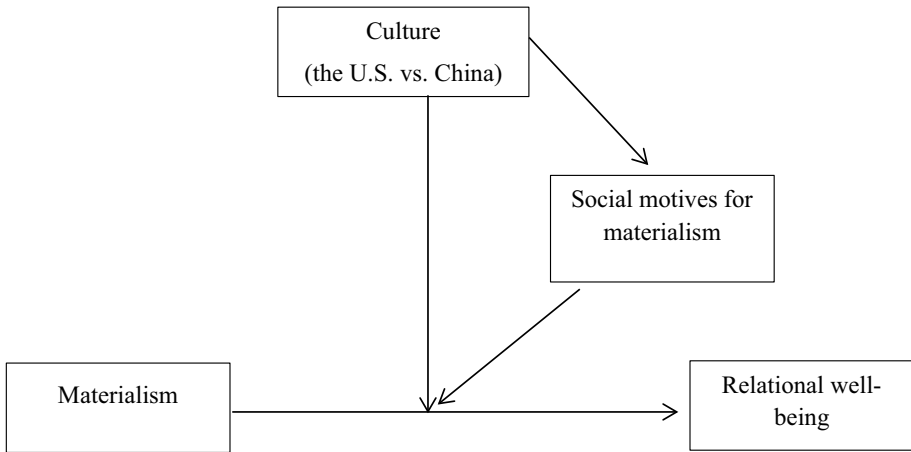 Culture
(the U.S. vs. China)
Social motives for
materialism
Materialism
Relational well-
being